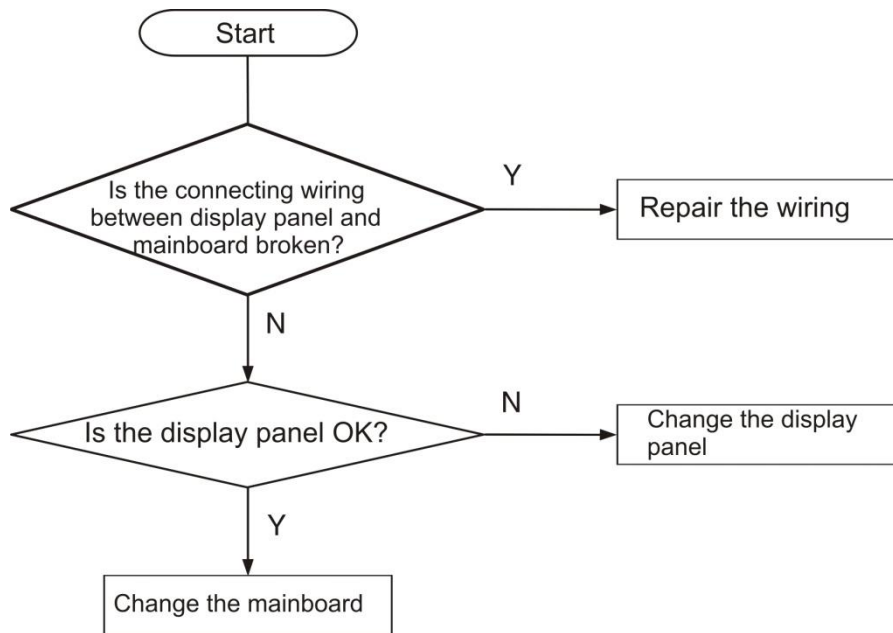 Start
Is the connecting wiring
between display panel and
mainboard broken?
Y
Repair the wiring
N
Is the display panel OK?
N
Change the display
panel
Y
Change the mainboard